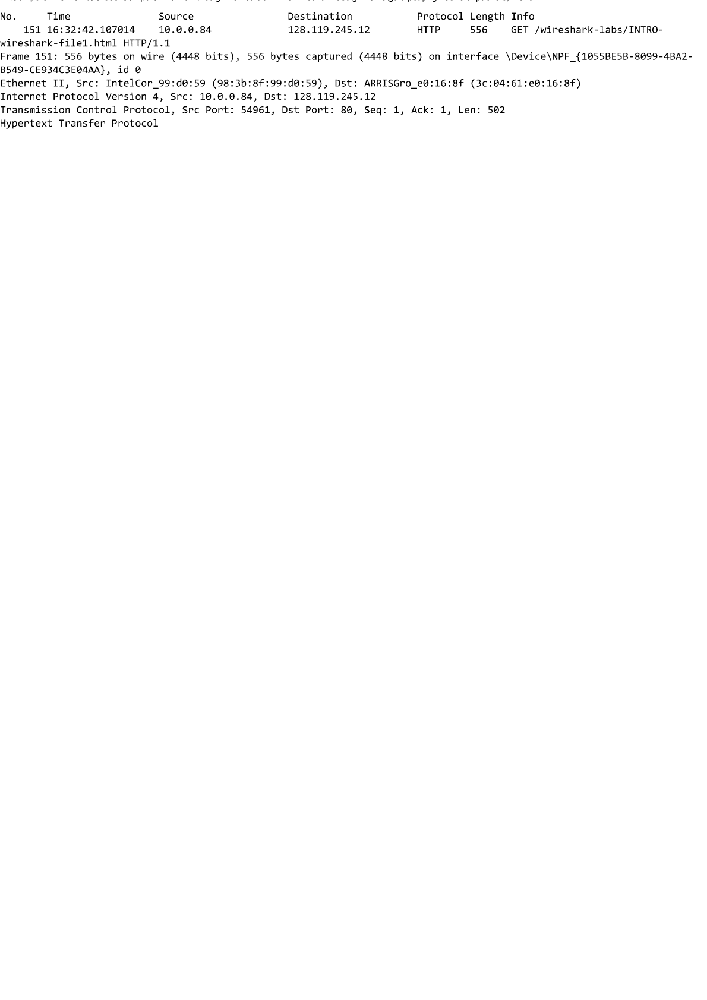 No. Time Source Destination Protocol Length Info
151 16:32:42.107014 10.0.0.84 128.119.245.12 HTTP 556 GET /wireshark-labs/INTRO-
wireshark-file1.html HTTP/1.1
Frame 151: 556 bytes on wire (4448 bits), 556 bytes captured (4448 bits) on interface \Device\NPF_{1055BE5B-8099-4BA2-
B549-CE934C3E04AA}, id 0
Ethernet II, Src: IntelCor_99:d0:59 (98:3b:8f:99:d0:59), Dst: ARRISGro_e0:16:8f (3c:04:61:e0:16:8f)
Internet Protocol Version 4, Src: 10.0.0.84, Dst: 128.119.245.12
Transmission Control Protocol, Src Port: 54961, Dst Port: 80, Seq: 1, Ack: 1, Len: 502
Hypertext Transfer Protocol